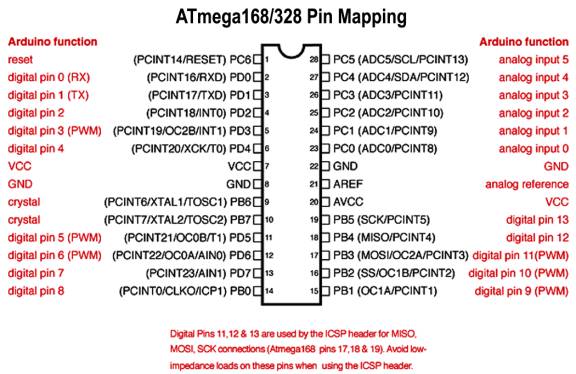 ATmega168/328 Pin Mapping
Arduino function Arduino function
reset (PCINT14/RESET) PC6 1 28 PC5 (ADC5/SCL/PCINT13) analog input 5
digital pin 0 (RX) (PCINT16/RXD) PD0 2 27 PC4 (ADC4/SDA/PCINT12) analog input 4
digital pin 1 (TX) (PCINT17/TXD) PD1 3 26 PC3 (ADC3/PCINT11) analog input 3
digital pin 2 (PCINT18/INT0) PD2 4 25 PC2 (ADC2/PCINT10) analog input 2
digital pin 3 (PWM) (PCINT19/OC2B/INT1) PD3 5 24 PC1 (ADC1/PCINT9) analog input 1
digital pin 4 (PCINT20/XCK/T0) PD4 6 23 PC0 (ADC0/PCINT8) analog input 0
VCC VCC 7 22 GND GND
GND GND 8 21 AREF analog reference
crystal (PCINT6/XTAL1/TOSC1) PB6 9 20 AVCC VCC
crystal (PCINT7/XTAL2/TOSC2) PB7 10 19 PB5 (SCK/PCINT5) digital pin 13
digital pin 5 (PWM) (PCINT21/OC0B/T1) PD5 11 18 PB4 (MISO/PCINT4) digital pin 12
digital pin 6 (PWM) (PCINT22/OC0A/AIN0) PD6 12 17 PB3 (MOSI/OC2A/PCINT3) digital pin 11(PWM)
digital pin 7 (PCINT23/AIN1) PD7 13 16 PB2 (SS/OC1B/PCINT2) digital pin 10 (PWM)
digital pin 8 (PCINT0/CLKO/ICP1) PB0 14 15 PB1 (OC1A/PCINT1) digital pin 9 (PWM)
Digital Pins 11,12 & 13 are used by the ICSP header for MISO,
MOSI, SCK connections (Atmega168 pins 17,18 & 19). Avoid low-
impedance loads on these pins when using the ICSP header.